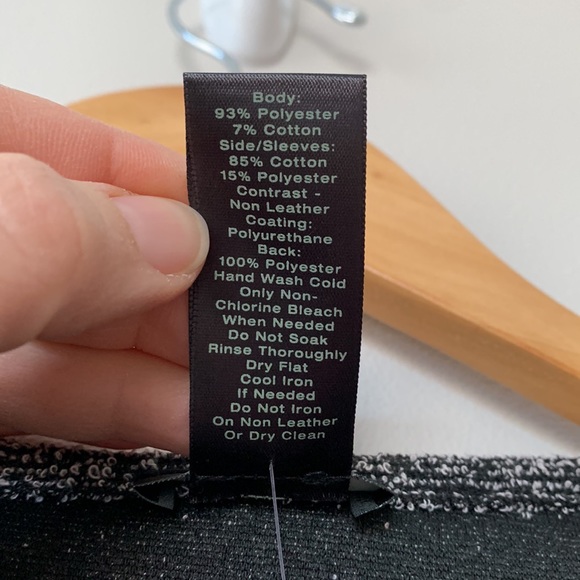 Body:
93% Polyester
7% Cotton
Side/Sleeves:
85% Cotton
15% Polyester
Contrast -
Non Leather
Coating:
Polyurethane
Back:
100% Polyester
Hand Wash Cold
Only Non-
Chlorine Bleach
When Needed
Do Not Soak
Rinse Thoroughly
Dry Flat
Cool Iron
If Needed
Do Not Iron
On Non Leather
Or Dry Clean